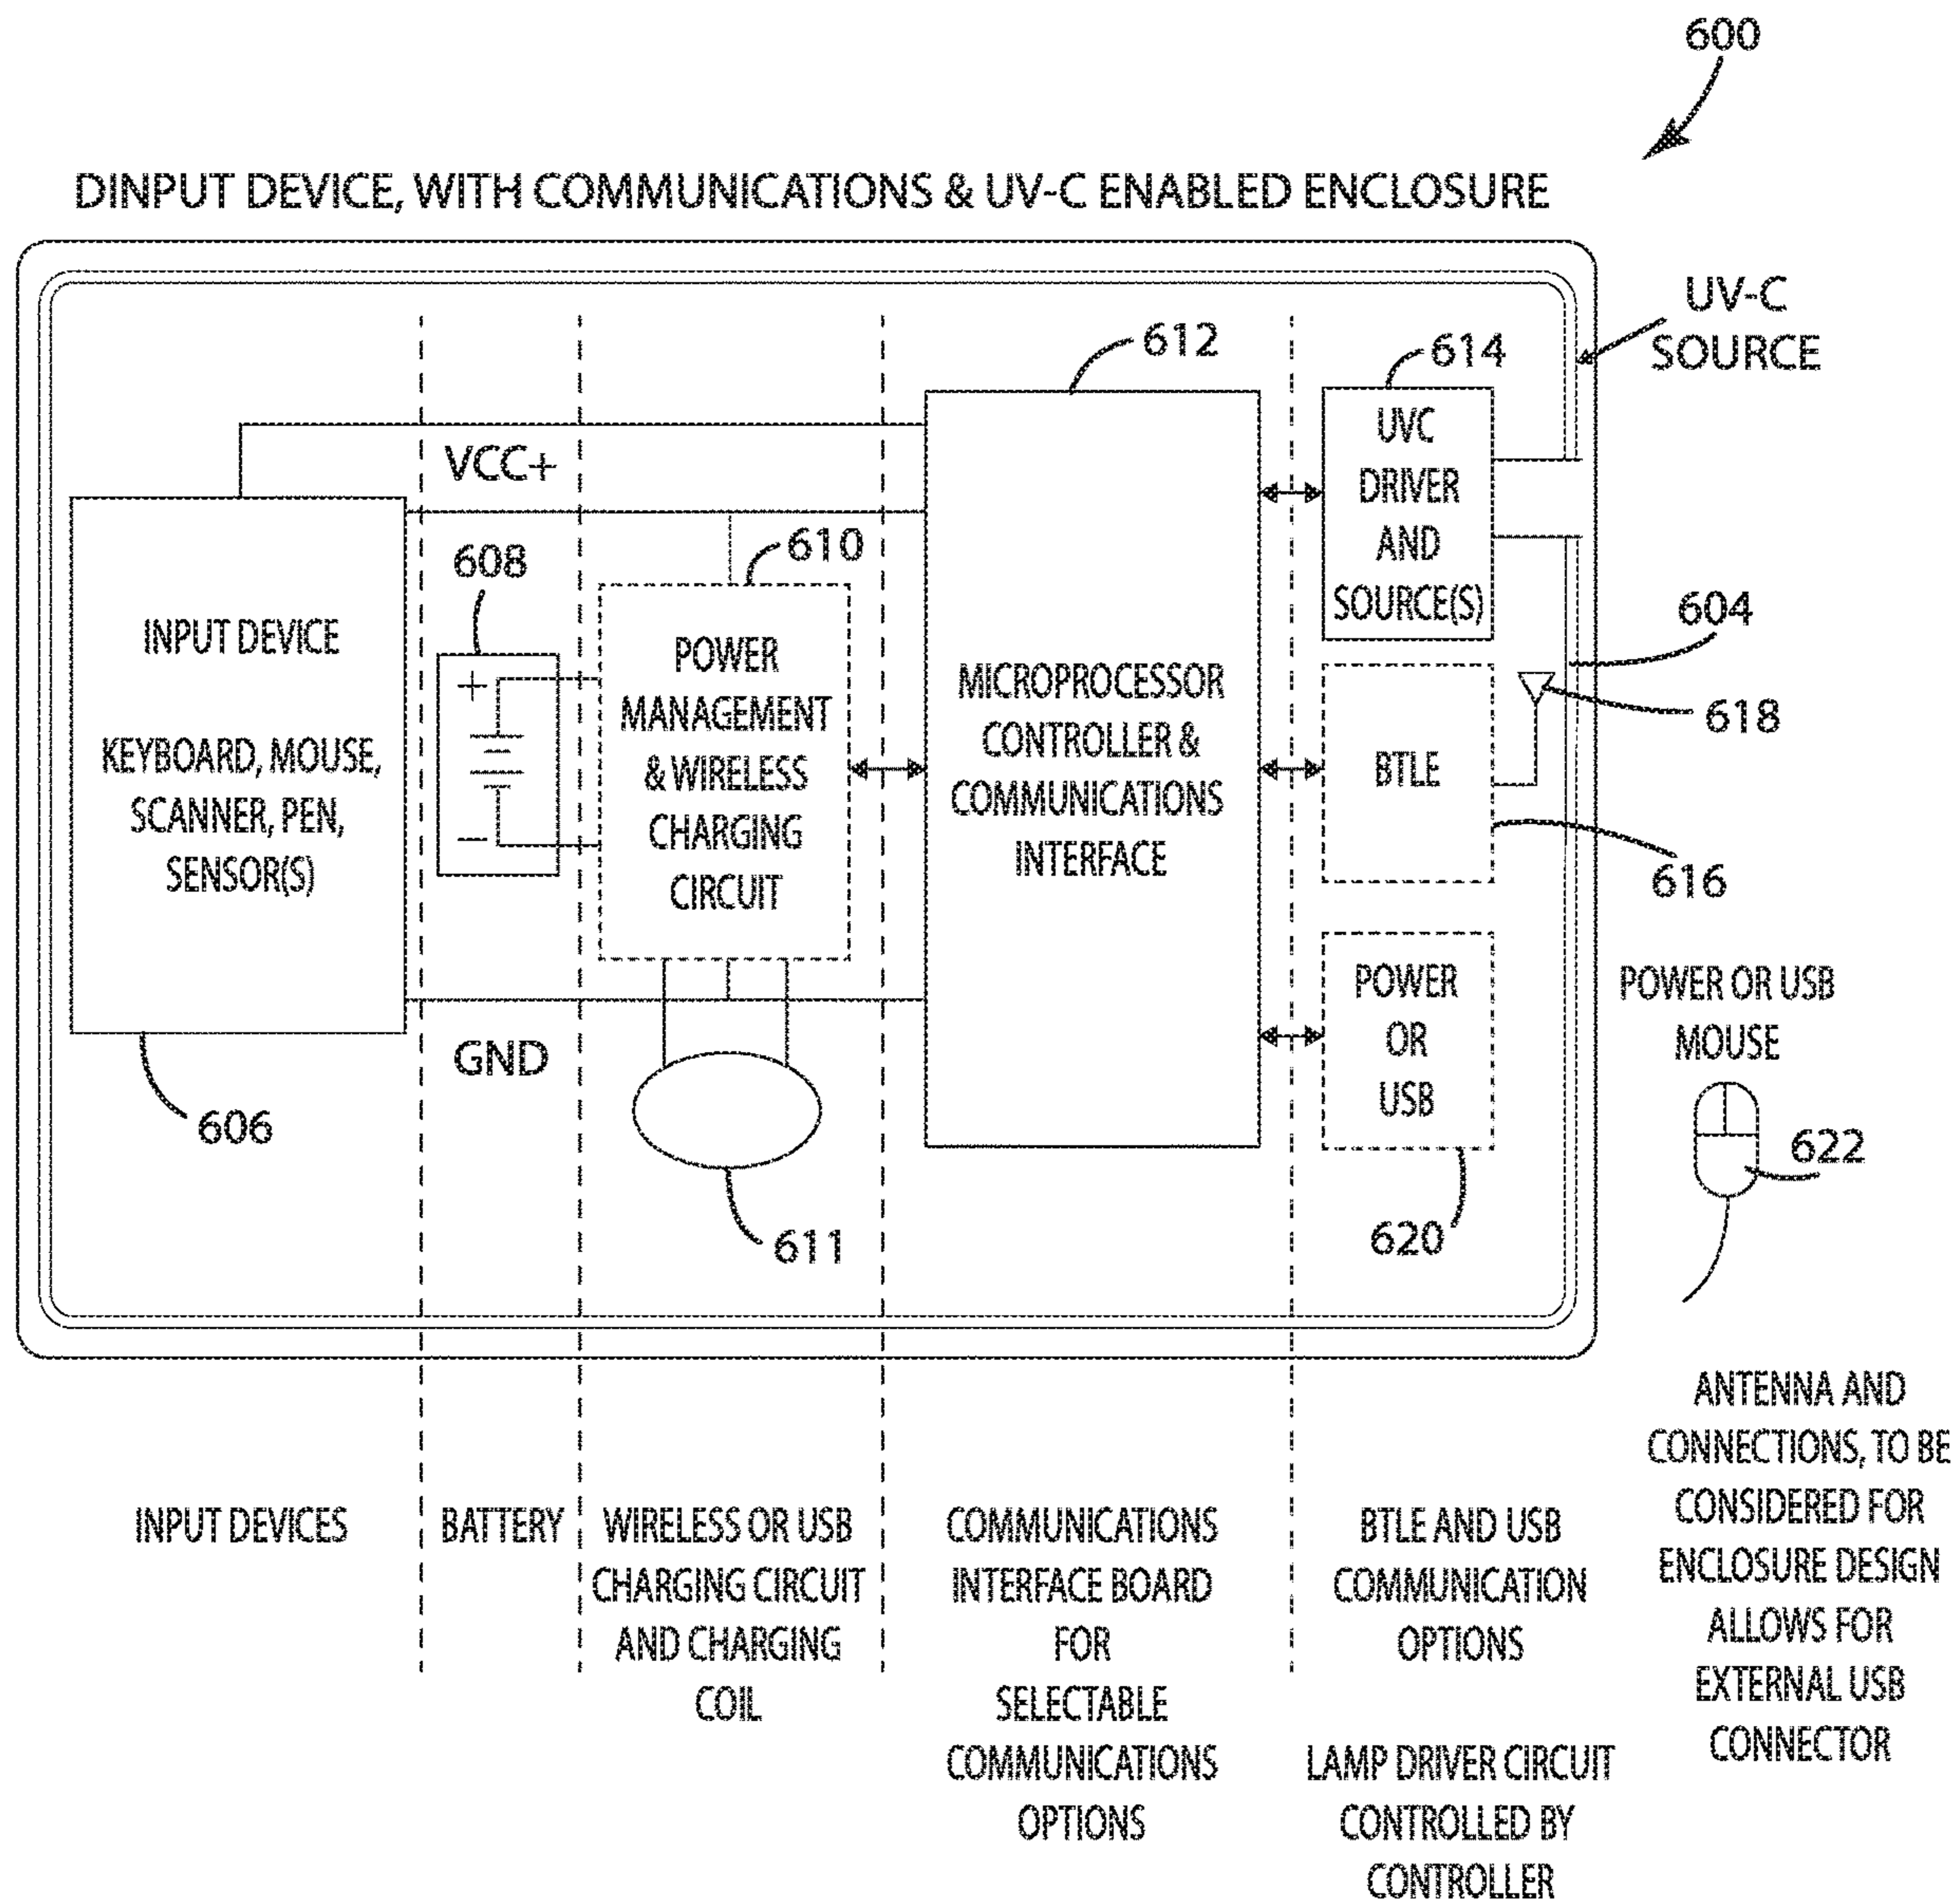 600
DINPUT DEVICE, WITH COMMUNICATIONS & UV-C ENABLED ENCLOSURE
UV-C
SOURCE
612
614
VCC+
608
610
UVC
DRIVER
AND
SOURCE(S)
604
618
INPUT DEVICE
KEYBOARD, MOUSE,
SCANNER, PEN,
SENSOR(S)
+
−
POWER
MANAGEMENT
& WIRELESS
CHARGING
CIRCUIT
MICROPROCESSOR
CONTROLLER &
COMMUNICATIONS
INTERFACE
BTLE
616
POWER
OR
USB
POWER OR USB
MOUSE
GND
606
611
620
622
INPUT DEVICES
BATTERY
WIRELESS OR USB
CHARGING CIRCUIT
AND CHARGING
COIL
COMMUNICATIONS
INTERFACE BOARD
FOR
SELECTABLE
COMMUNICATIONS
OPTIONS
BTLE AND USB
COMMUNICATION
OPTIONS
LAMP DRIVER CIRCUIT
CONTROLLED BY
CONTROLLER
ANTENNA AND
CONNECTIONS, TO BE
CONSIDERED FOR
ENCLOSURE DESIGN
ALLOWS FOR
EXTERNAL USB
CONNECTOR